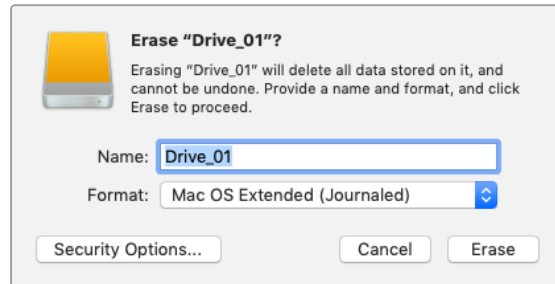 Erase “Drive_01”?
Erasing “Drive_01” will delete all data stored on it, and
cannot be undone. Provide a name and format, and click
Erase to proceed.
Name: Drive_01
Format: Mac OS Extended (Journaled)
Security Options... Cancel Erase